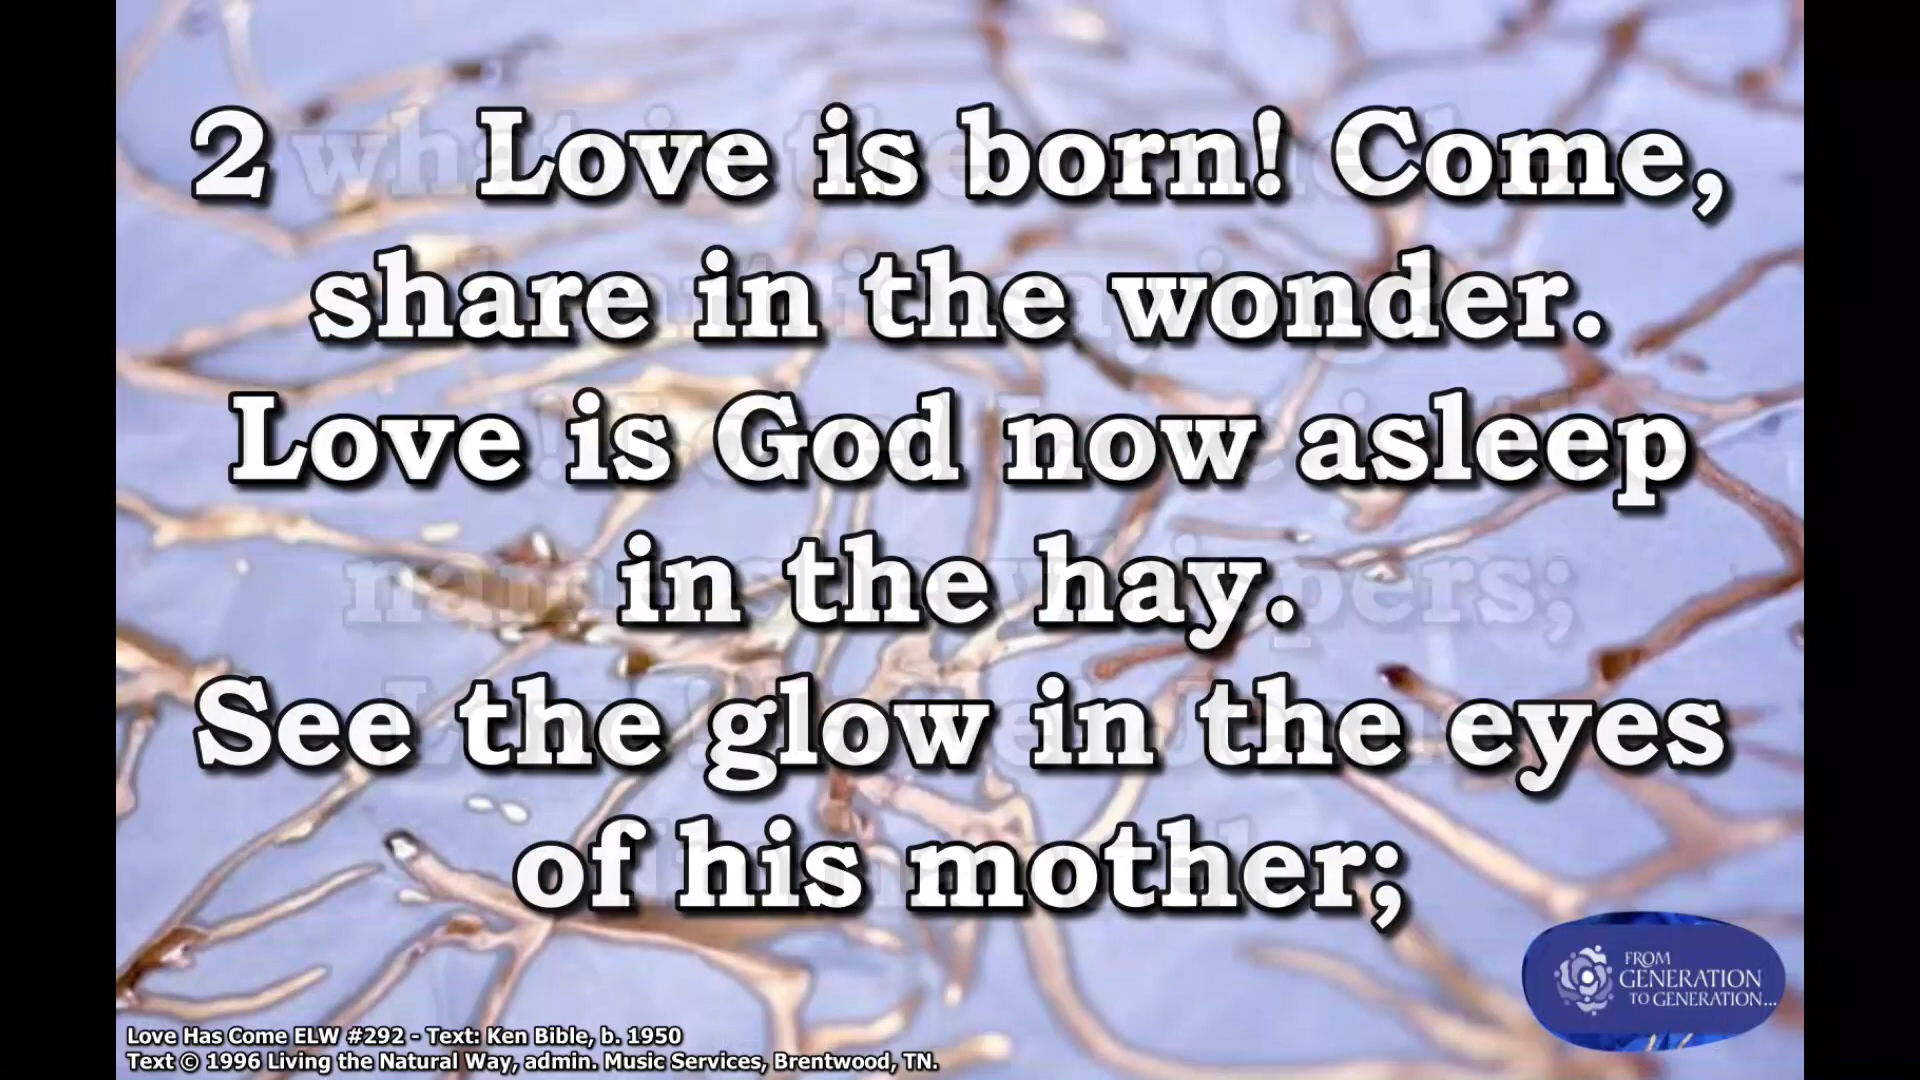 2 Love is born! Come,
share in the wonder.
Love is God now asleep
in the hay.
See the glow in the eyes
of his mother;
FROM
GENERATION
TO GENERATION...
Love Has Come ELW #292 - Text: Ken Bible, b. 1950
Text © 1996 Living the Natural Way, admin. Music Services, Brentwood, TN.